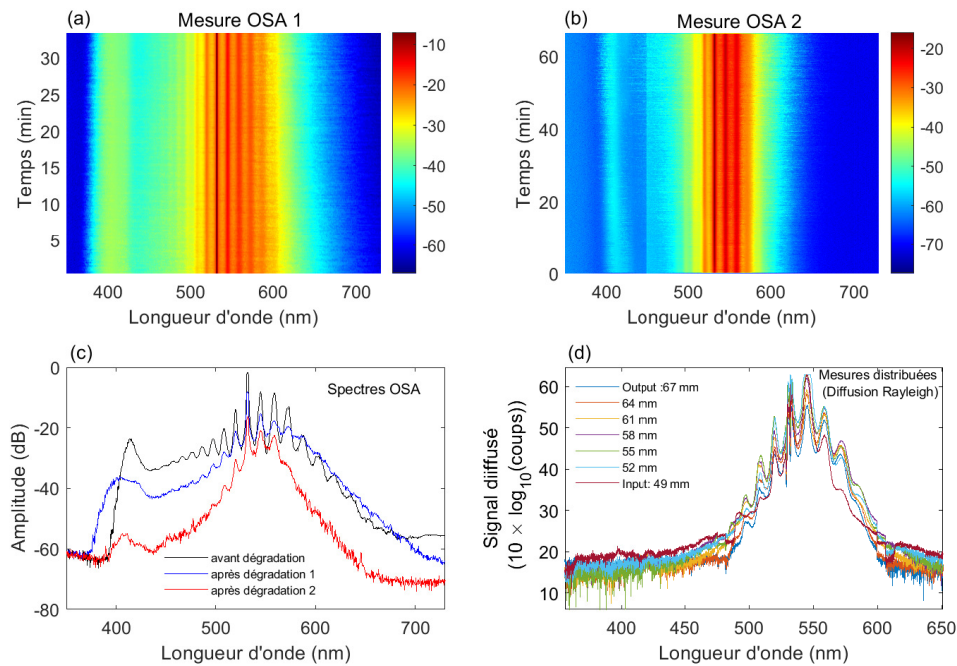 (a)
Mesure OSA 1
Temps (min)
30
25
20
15
10
5
400
500
600
700
Longueur d'onde (nm)
-10
-20
-30
-40
-50
-60
(b)
Mesure OSA 2
Temps (min)
60
40
20
0
400
500
600
700
Longueur d'onde (nm)
-20
-30
-40
-50
-60
-70
(c)
Spectres OSA
Amplitude (dB)
0
-20
-40
-60
-80
avant dégradation
après dégradation 1
après dégradation 2
400
500
600
700
Longueur d'onde (nm)
(d)
Mesures distribuées
(Diffusion Rayleigh)
Signal diffusé
(10 × log10(coups))
60
50
40
30
20
10
Output :67 mm
64 mm
61 mm
58 mm
55 mm
52 mm
Input: 49 mm
400
450
500
550
600
650
Longueur d'onde (nm)